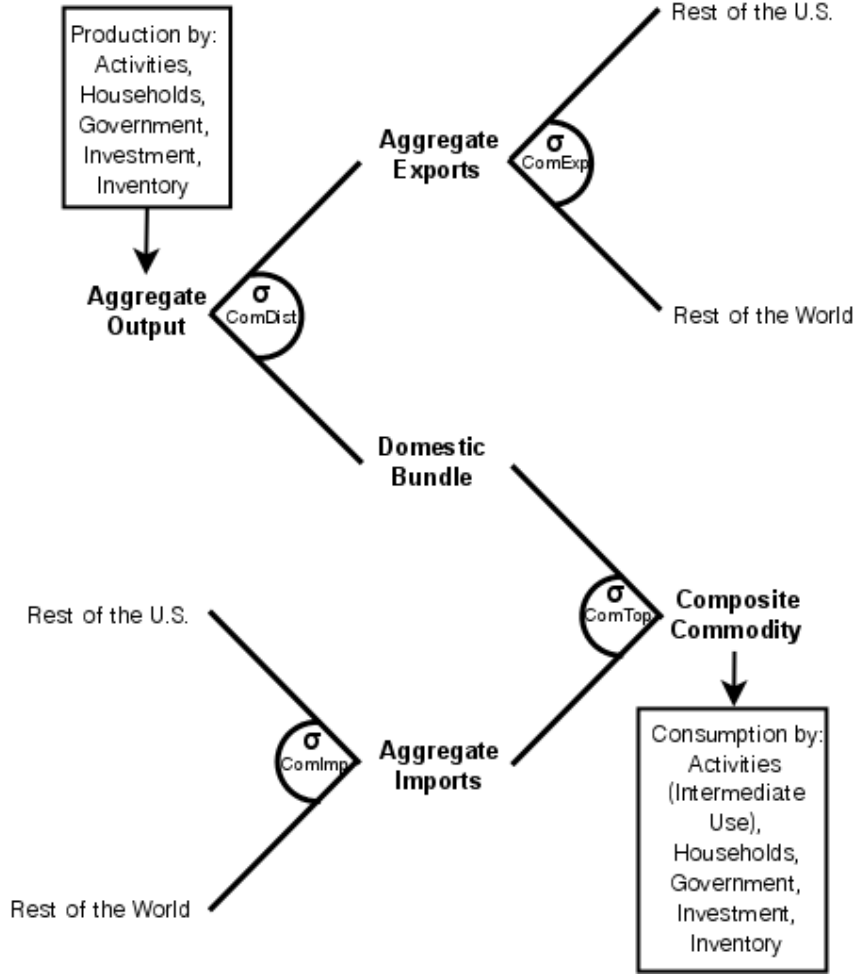 Production by:
Activities,
Households,
Government,
Investment,
Inventory
Rest of the U.S.
Aggregate
Exports
σ
ComExp
Aggregate
Output
σ
ComDist
Rest of the World
Domestic
Bundle
Rest of the U.S.
σ
ComTop
Composite
Commodity
σ
ComImp
Aggregate
Imports
Rest of the World
Consumption by:
Activities
(Intermediate
Use),
Households,
Government,
Investment,
Inventory